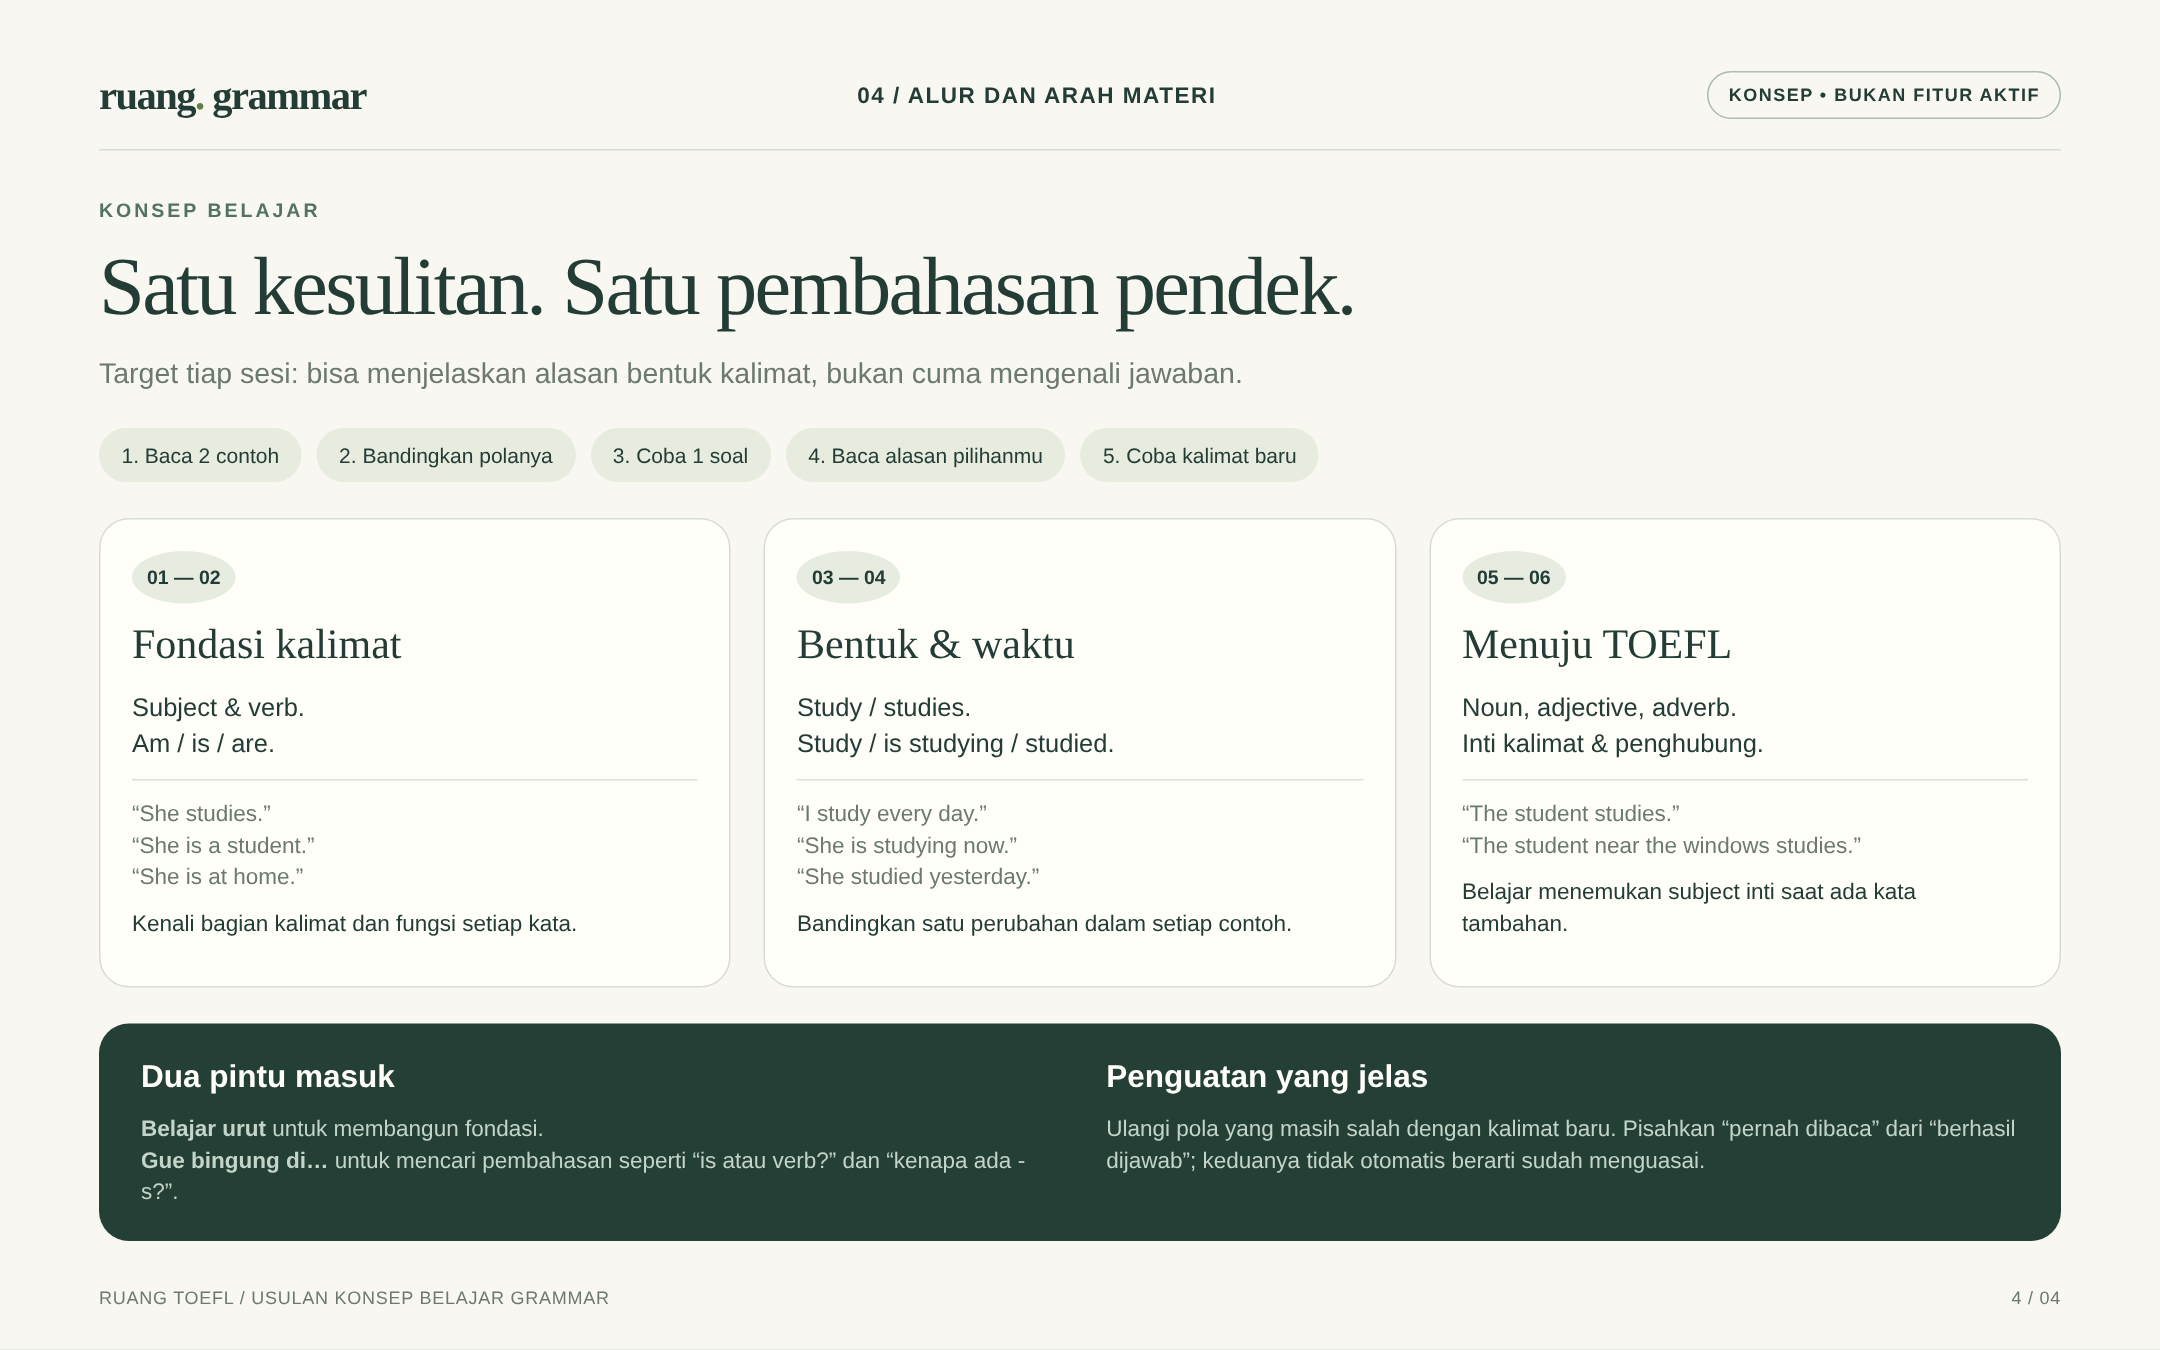 ruang. grammar
04 / ALUR DAN ARAH MATERI
KONSEP • BUKAN FITUR AKTIF
KONSEP BELAJAR
Satu kesulitan. Satu pembahasan pendek.
Target tiap sesi: bisa menjelaskan alasan bentuk kalimat, bukan cuma mengenali jawaban.
1. Baca 2 contoh
2. Bandingkan polanya
3. Coba 1 soal
4. Baca alasan pilihanmu
5. Coba kalimat baru
01 — 02
Fondasi kalimat
Subject & verb.
Am / is / are.
“She studies.”
“She is a student.”
“She is at home.”
Kenali bagian kalimat dan fungsi setiap kata.
03 — 04
Bentuk & waktu
Study / studies.
Study / is studying / studied.
“I study every day.”
“She is studying now.”
“She studied yesterday.”
Bandingkan satu perubahan dalam setiap contoh.
05 — 06
Menuju TOEFL
Noun, adjective, adverb.
Inti kalimat & penghubung.
“The student studies.”
“The student near the windows studies.”
Belajar menemukan subject inti saat ada kata
tambahan.
Dua pintu masuk
Belajar urut untuk membangun fondasi.
Gue bingung di… untuk mencari pembahasan seperti “is atau verb?” dan “kenapa ada -
s?”.
Penguatan yang jelas
Ulangi pola yang masih salah dengan kalimat baru. Pisahkan “pernah dibaca” dari “berhasil
dijawab”; keduanya tidak otomatis berarti sudah menguasai.
RUANG TOEFL / USULAN KONSEP BELAJAR GRAMMAR
4 / 04